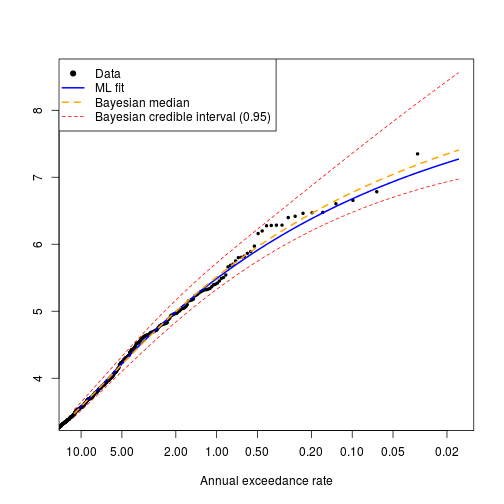 Data
ML fit
Bayesian median
Bayesian credible interval (0.95)
8
7
6
5
4
10.00 5.00 2.00 1.00 0.50 0.20 0.10 0.05 0.02
Annual exceedance rate